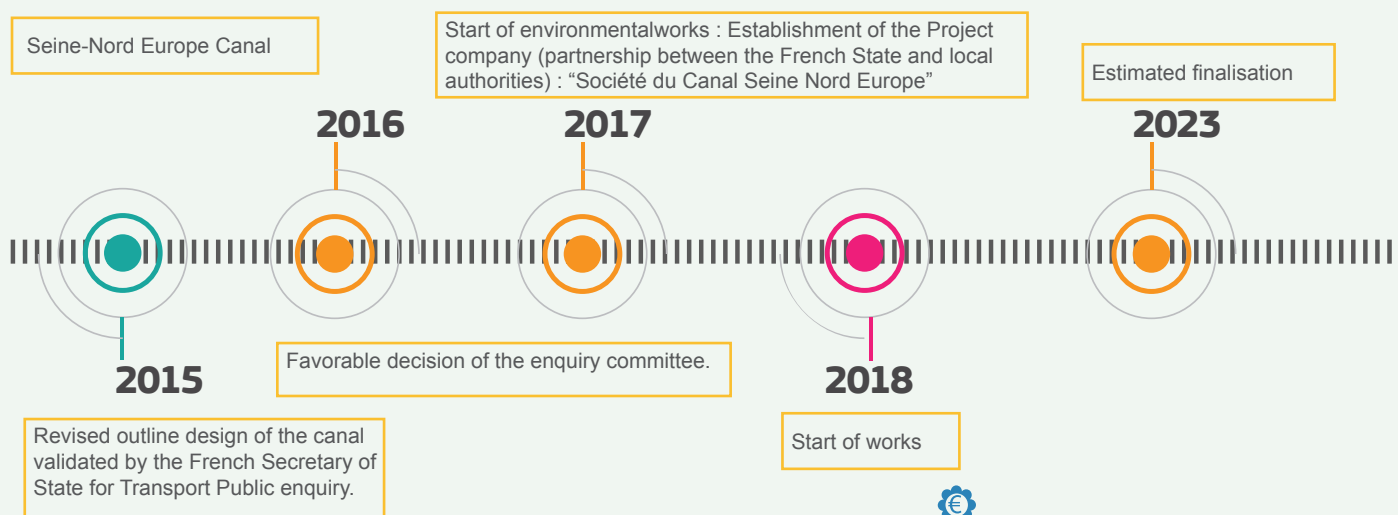 Seine-Nord Europe Canal
Start of environmentalworks : Establishment of the Project
company (partnership between the French State and local
authorities) : “Société du Canal Seine Nord Europe”
Estimated finalisation
2016
2017
2023
2015
Favorable decision of the enquiry committee.
2018
Revised outline design of the canal
validated by the French Secretary of
State for Transport Public enquiry.
Start of works
€